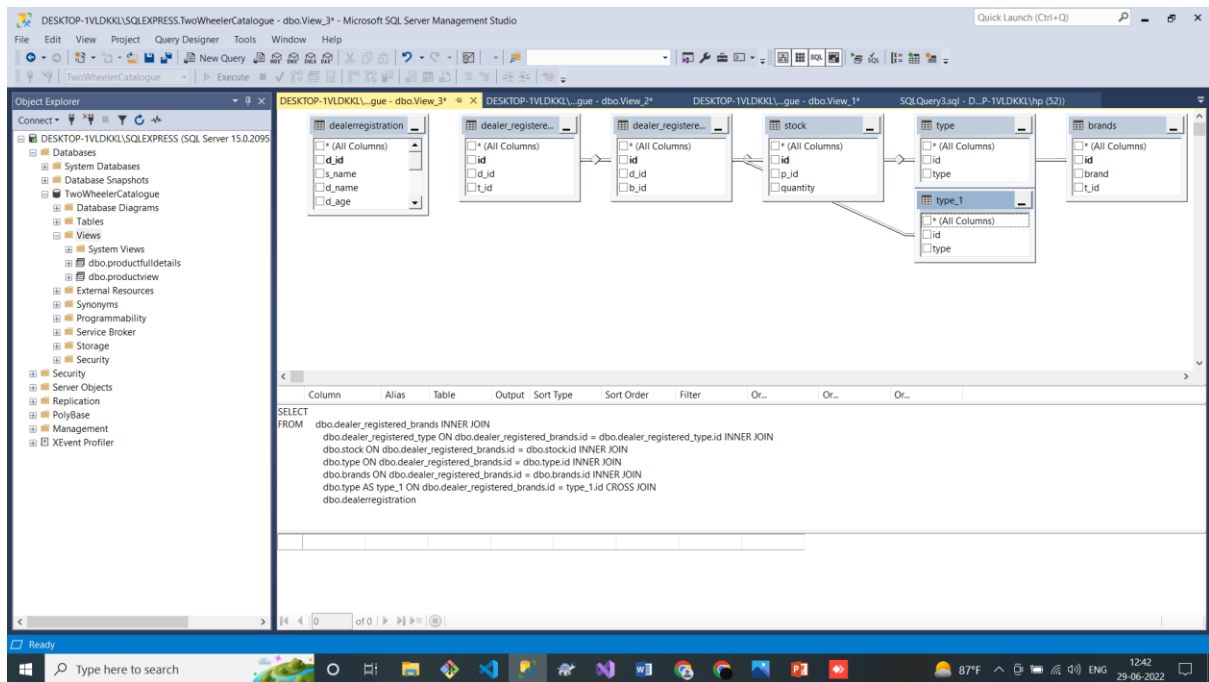 DESKTOP-1VLDKKL\SQLEXPRESS.TwoWheelerCatalogue - dbo.View_3* - Microsoft SQL Server Management Studio
Quick Launch (Ctrl+Q)
File Edit View Project Query Designer Tools Window Help
New Query
TwoWheelerCatalogue
Execute
Object Explorer
Connect
DESKTOP-1VLDKKL\SQLEXPRESS (SQL Server 15.0.2095
Databases
System Databases
Database Snapshots
TwoWheelerCatalogue
Database Diagrams
Tables
Views
System Views
dbo.productfulldetails
dbo.productview
External Resources
Synonyms
Programmability
Service Broker
Storage
Security
Security
Server Objects
Replication
PolyBase
Management
XEvent Profiler
DESKTOP-1VLDKKL\...gue - dbo.View_3* DESKTOP-1VLDKKL\...gue - dbo.View_2* DESKTOP-1VLDKKL\...gue - dbo.View_1* SQLQuery3.sql - D...P-1VLDKKL\hp (52))
dealerregistration
* (All Columns)
d_id
s_name
d_name
d_age
dealer_registere...
* (All Columns)
id
d_id
t_id
dealer_registere...
* (All Columns)
id
d_id
b_id
stock
* (All Columns)
id
p_id
quantity
type
* (All Columns)
id
type
type_1
* (All Columns)
id
type
brands
* (All Columns)
id
brand
t_id
Column Alias Table Output Sort Type Sort Order Filter Or... Or... Or...
SELECT
FROM dbo.dealer_registered_brands INNER JOIN
dbo.dealer_registered_type ON dbo.dealer_registered_brands.id = dbo.dealer_registered_type.id INNER JOIN
dbo.stock ON dbo.dealer_registered_brands.id = dbo.stock.id INNER JOIN
dbo.type ON dbo.dealer_registered_brands.id = dbo.type.id INNER JOIN
dbo.brands ON dbo.dealer_registered_brands.id = dbo.brands.id INNER JOIN
dbo.type AS type_1 ON dbo.dealer_registered_brands.id = type_1.id CROSS JOIN
dbo.dealerregistration
0 of 0
Ready
Type here to search
87°F
ENG
12:42
29-06-2022